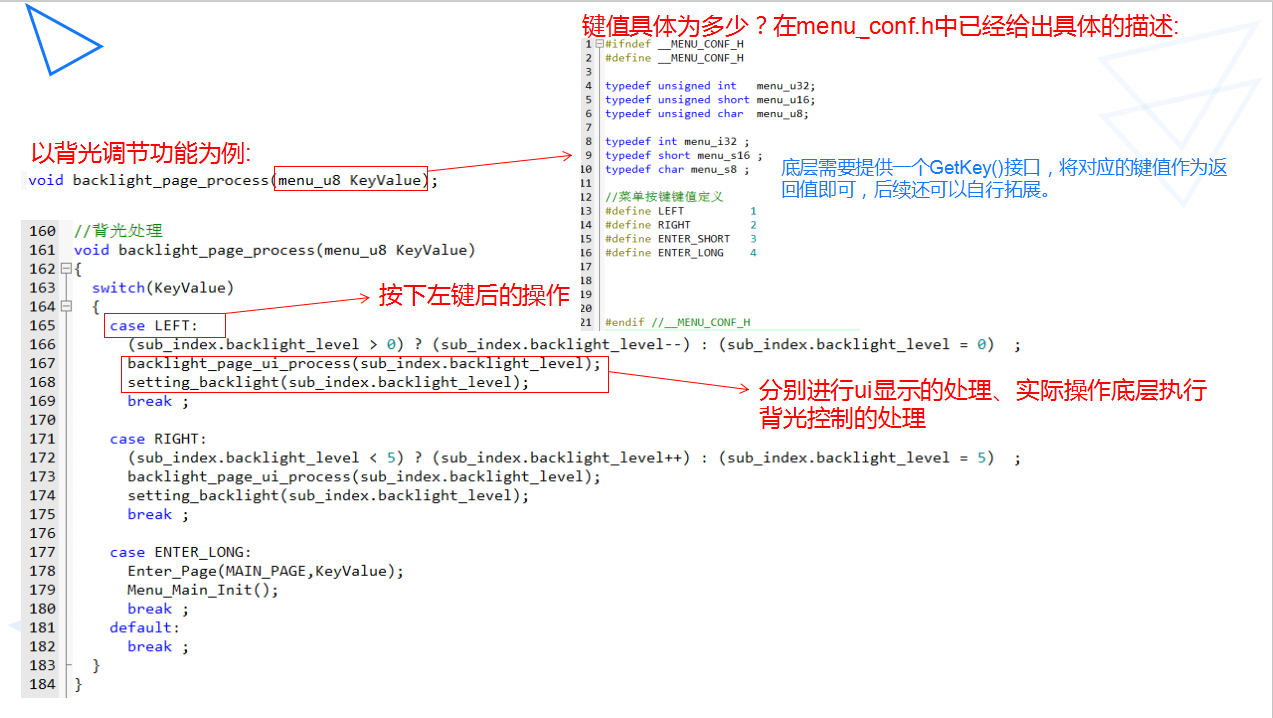 键值具体为多少？在menu_conf.h中已经给出具体的描述:
1 #ifndef __MENU_CONF_H
2 #define __MENU_CONF_H
3
4 typedef unsigned int menu_u32;
5 typedef unsigned short menu_u16;
6 typedef unsigned char menu_u8;
7
8 typedef int menu_i32 ;
9 typedef short menu_s16 ;
10 typedef char menu_s8 ;
11
12 //菜单按键键值定义
13 #define LEFT 1
14 #define RIGHT 2
15 #define ENTER_SHORT 3
16 #define ENTER_LONG 4
17
18
19
20
21 #endif //__MENU_CONF_H
底层需要提供一个GetKey()接口，将对应的键值作为返
回值即可，后续还可以自行拓展。
以背光调节功能为例:
void backlight_page_process(menu_u8 KeyValue);
160 //背光处理
161 void backlight_page_process(menu_u8 KeyValue)
162 {
163 switch(KeyValue)
164 {
165 case LEFT:
166 (sub_index.backlight_level > 0) ? (sub_index.backlight_level--) : (sub_index.backlight_level = 0) ;
167 backlight_page_ui_process(sub_index.backlight_level);
168 setting_backlight(sub_index.backlight_level);
169 break ;
170
171 case RIGHT:
172 (sub_index.backlight_level < 5) ? (sub_index.backlight_level++) : (sub_index.backlight_level = 5) ;
173 backlight_page_ui_process(sub_index.backlight_level);
174 setting_backlight(sub_index.backlight_level);
175 break ;
176
177 case ENTER_LONG:
178 Enter_Page(MAIN_PAGE,KeyValue);
179 Menu_Main_Init();
180 break ;
181 default:
182 break ;
183 }
184 }
按下左键后的操作
分别进行ui显示的处理、实际操作底层执行
背光控制的处理